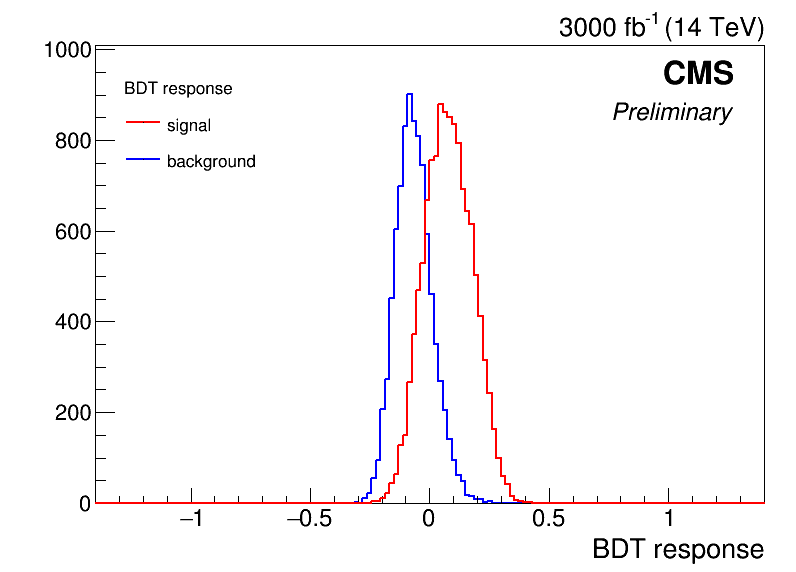 3000 fb-1 (14 TeV)
1000
CMS
BDT response
Preliminary
signal
800
background
600
400
200
0
−1
−0.5
0
0.5
1
BDT response